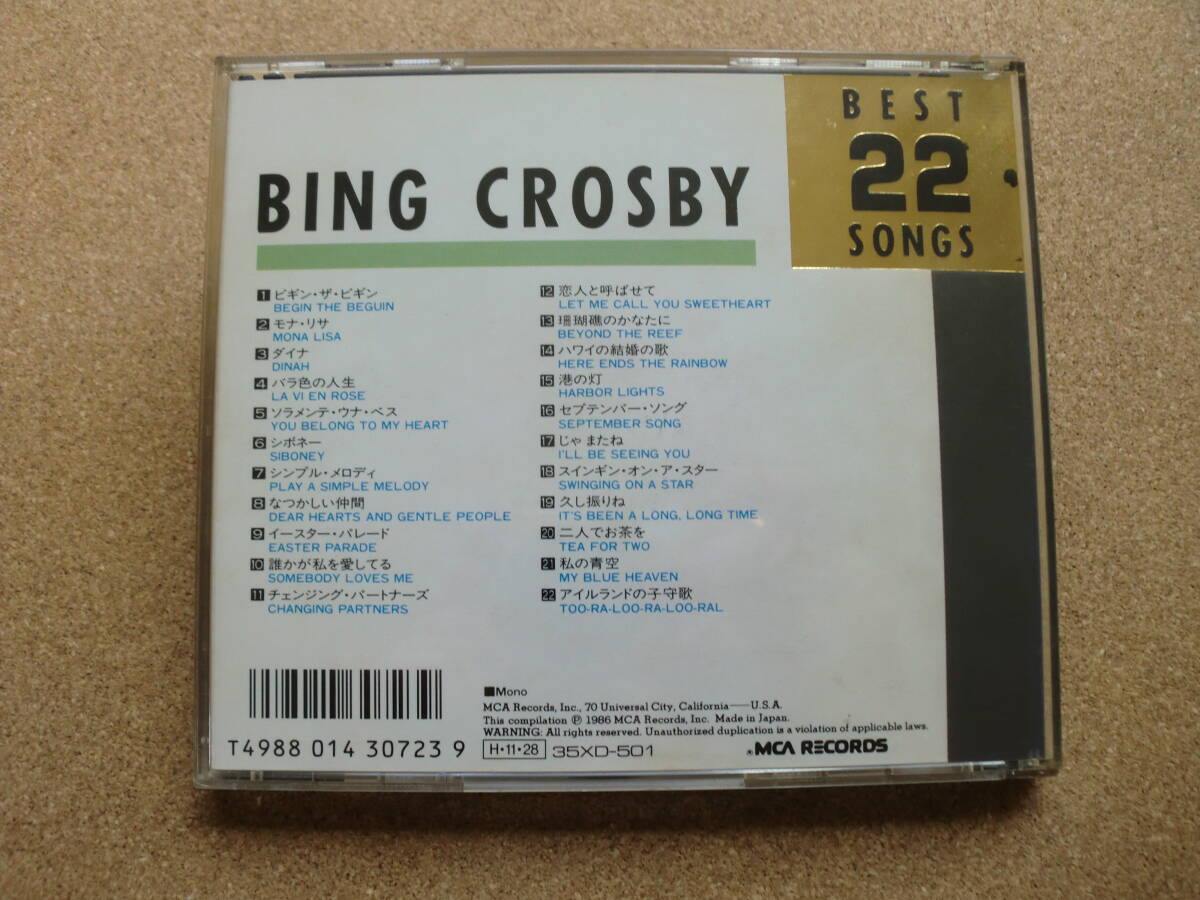 BEST
22
SONGS
BING CROSBY
1 ビギン・ザ・ビギン
BEGIN THE BEGUIN
2 モナ・リサ
MONA LISA
3 ダイナ
DINAH
4 バラ色の人生
LA VI EN ROSE
5 ソラメンテ・ウナ・ベス
YOU BELONG TO MY HEART
6 シボネー
SIBONEY
7 シンプル・メロディ
PLAY A SIMPLE MELODY
8 なつかしい仲間
DEAR HEARTS AND GENTLE PEOPLE
9 イースター・パレード
EASTER PARADE
10 誰かが私を愛してる
SOMEBODY LOVES ME
11 チェンジング・パートナーズ
CHANGING PARTNERS
12 恋人と呼ばせて
LET ME CALL YOU SWEETHEART
13 珊瑚礁のかなたに
BEYOND THE REEF
14 ハワイの結婚の歌
HERE ENDS THE RAINBOW
15 港の灯
HARBOR LIGHTS
16 セプテンバー・ソング
SEPTEMBER SONG
17 じゃまたね
I'LL BE SEEING YOU
18 スインギン・オン・ア・スター
SWINGING ON A STAR
19 久し振りね
IT'S BEEN A LONG, LONG TIME
20 二人でお茶を
TEA FOR TWO
21 私の青空
MY BLUE HEAVEN
22 アイルランドの子守歌
TOO-RA-LOO-RA-LOO-RAL
T4988 014 30723 9
■Mono
MCA Records, Inc., 70 Universal City, California—U.S.A.
This compilation ℗ 1986 MCA Records, Inc. Made in Japan.
WARNING: All rights reserved. Unauthorized duplication is a violation of applicable laws.
H・11・28 35XD-501
MCA RECORDS